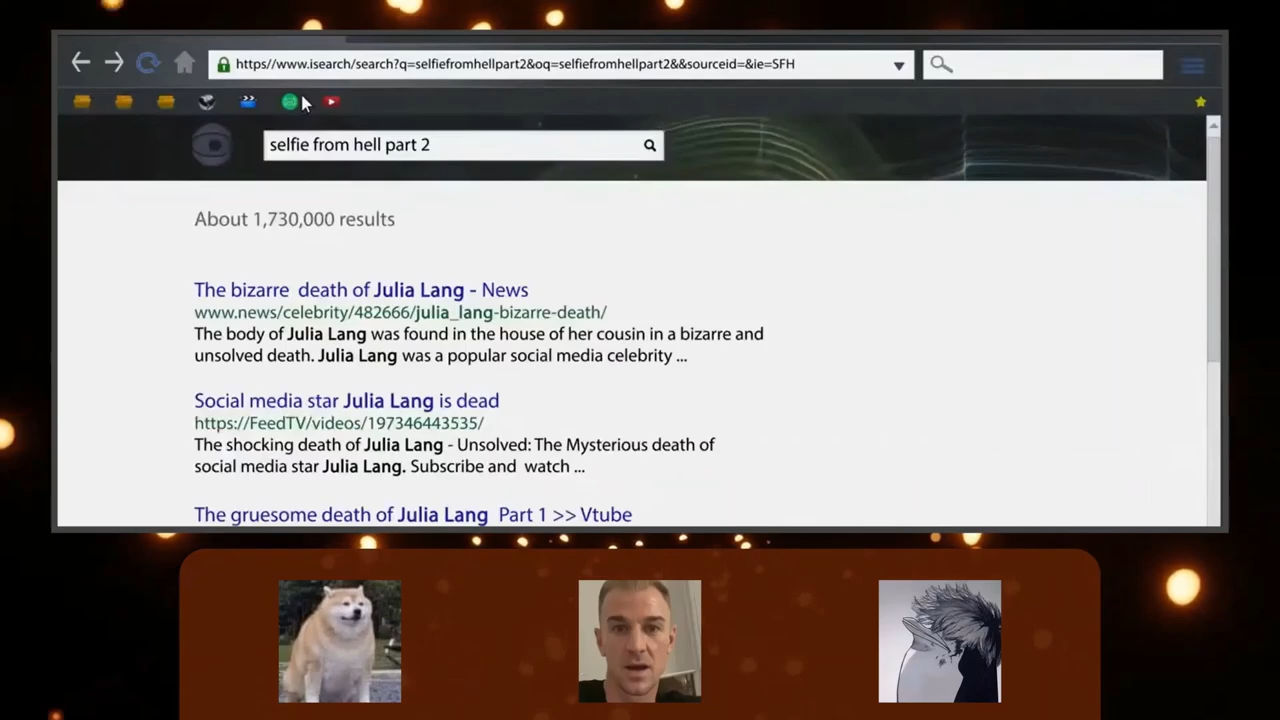 https//www.isearch/search?q=selfiefromhellpart2&oq=selfiefromhellpart2&&sourceid=&ie=SFH
selfie from hell part 2
About 1,730,000 results
The bizarre death of Julia Lang - News
www.news/celebrity/482666/julia_lang-bizarre-death/
The body of Julia Lang was found in the house of her cousin in a bizarre and
unsolved death. Julia Lang was a popular social media celebrity ...
Social media star Julia Lang is dead
https://FeedTV/videos/197346443535/
The shocking death of Julia Lang - Unsolved: The Mysterious death of
social media star Julia Lang. Subscribe and watch ...
The gruesome death of Julia Lang Part 1 >> Vtube